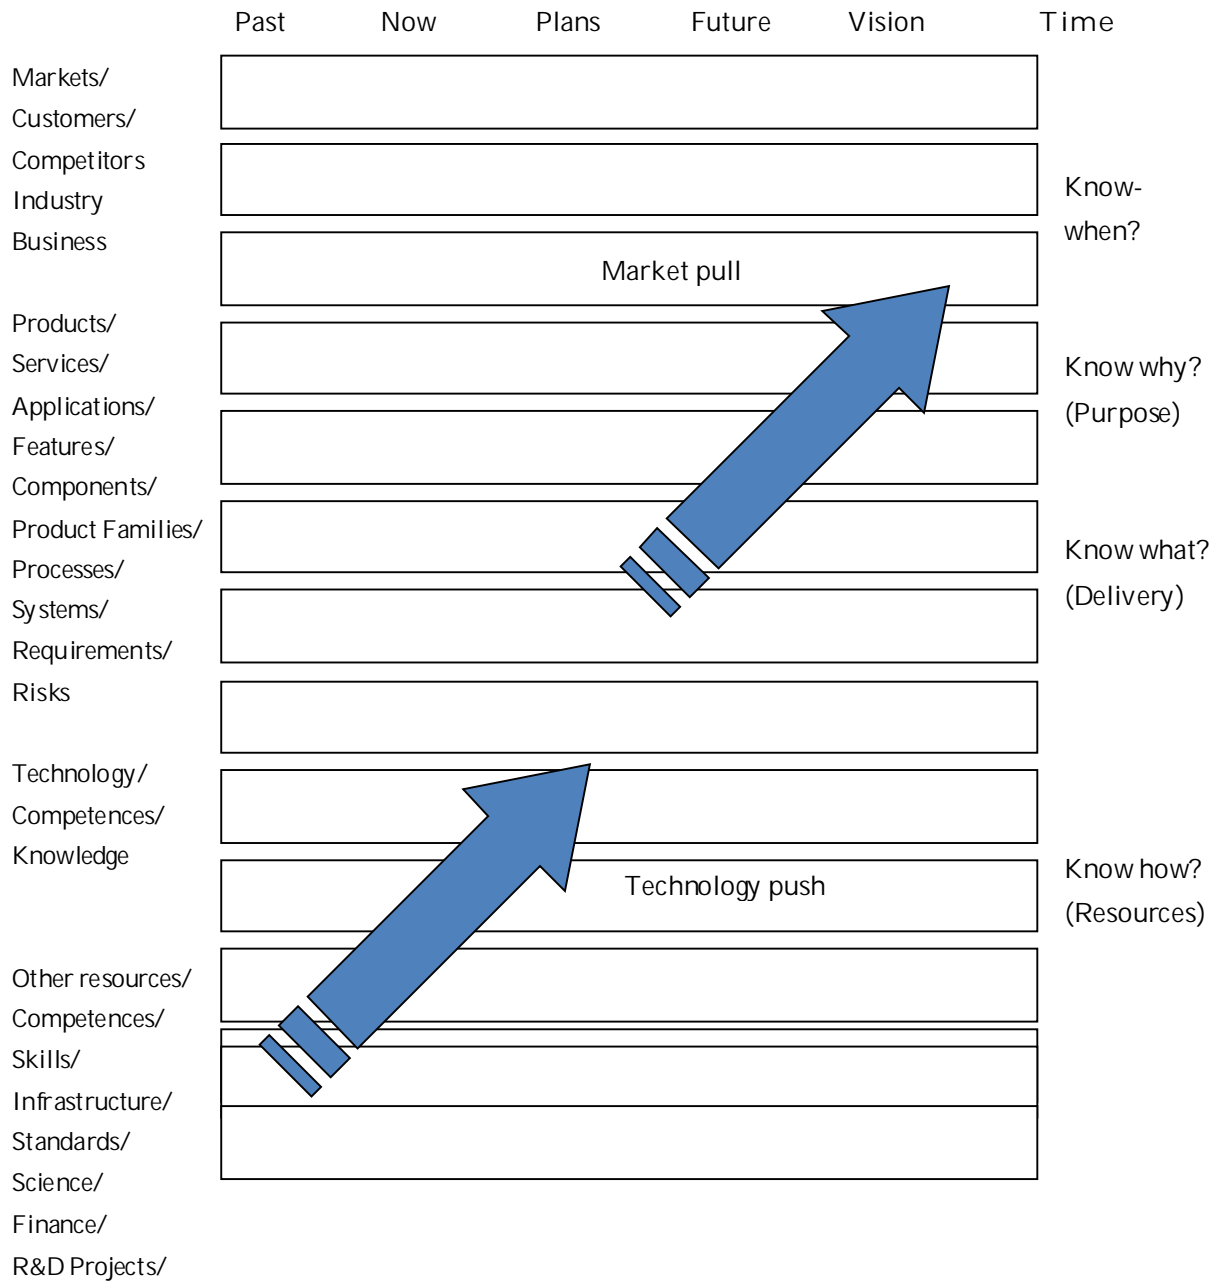 Past Now Plans Future Vision Time
Markets/
Customers/
Competitors
Industry
Business
Products/
Services/
Applications/
Features/
Components/
Product Families/
Processes/
Systems/
Requirements/
Risks
Technology/
Competences/
Knowledge
Other resources/
Competences/
Skills/
Infrastructure/
Standards/
Science/
Finance/
R&D Projects/
Market pull
Technology push
Know-
when?
Know why?
(Purpose)
Know what?
(Delivery)
Know how?
(Resources)